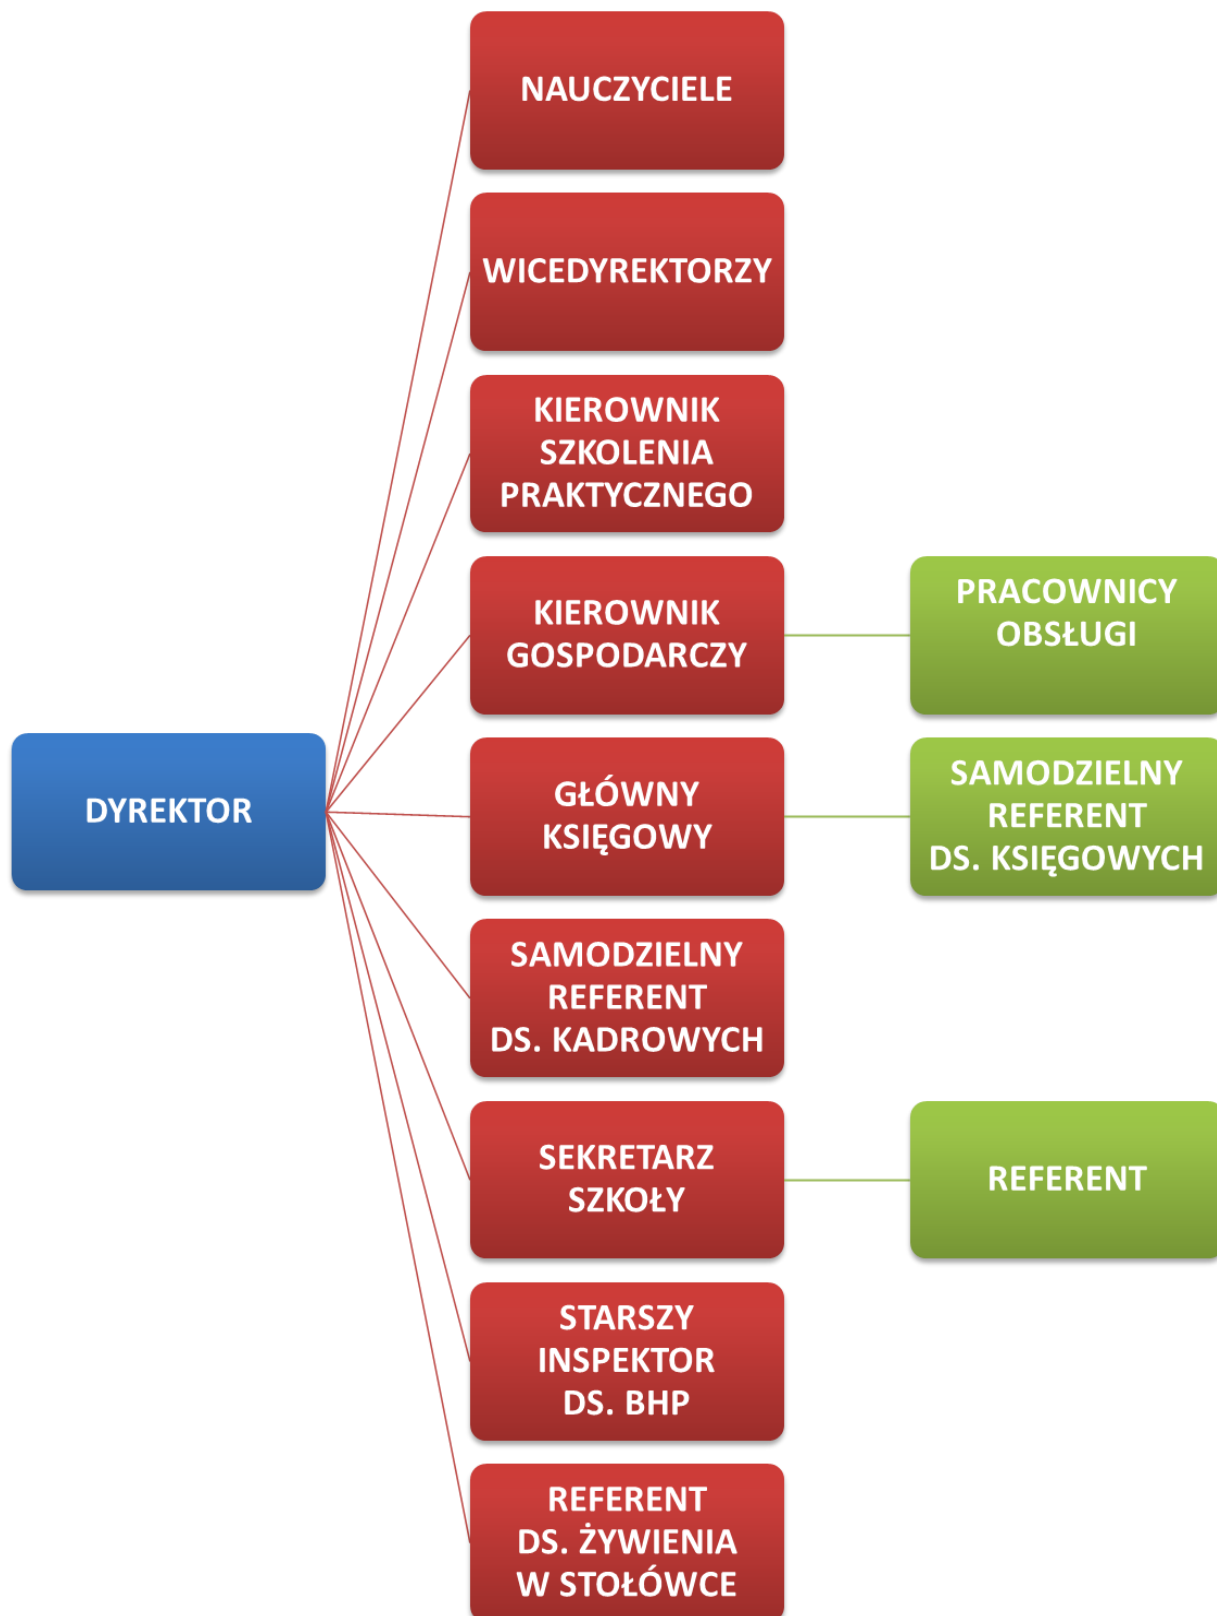 NAUCZYCIELE
WICEDYREKTORZY
KIEROWNIK
SZKOLENIA
PRAKTYCZNEGO
KIEROWNIK
GOSPODARCZY
PRACOWNICY
OBSŁUGI
DYREKTOR
GŁÓWNY
KSIĘGOWY
SAMODZIELNY
REFERENT
DS. KSIĘGOWYCH
SAMODZIELNY
REFERENT
DS. KADROWYCH
SEKRETARZ
SZKOŁY
REFERENT
STARSZY
INSPEKTOR
DS. BHP
REFERENT
DS. ŻYWIENIA
W STOŁÓWCE